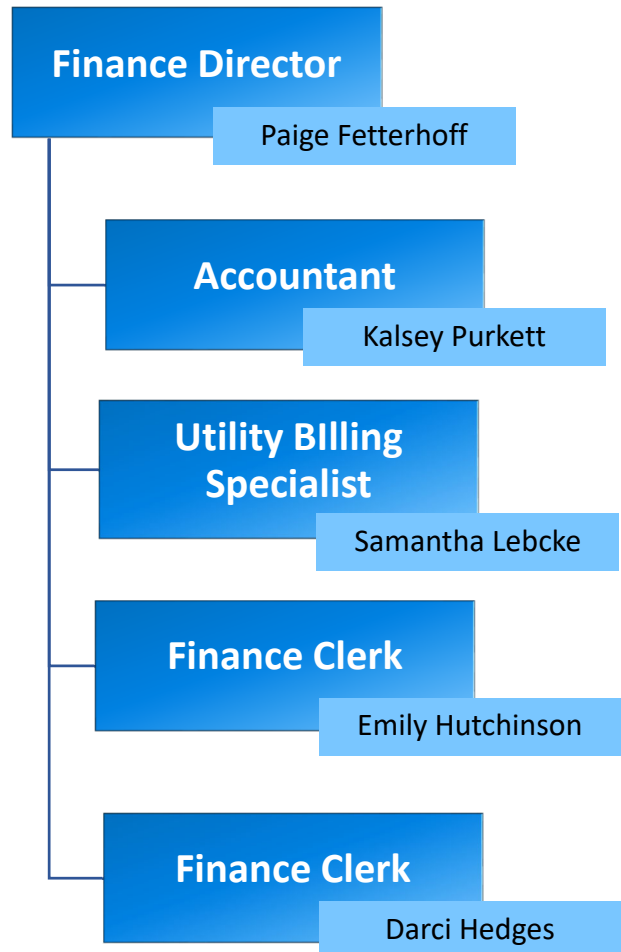 Finance Director
Paige Fetterhoff
Accountant
Kalsey Purkett
Utility BIlling
Specialist
Samantha Lebcke
Finance Clerk
Emily Hutchinson
Finance Clerk
Darci Hedges